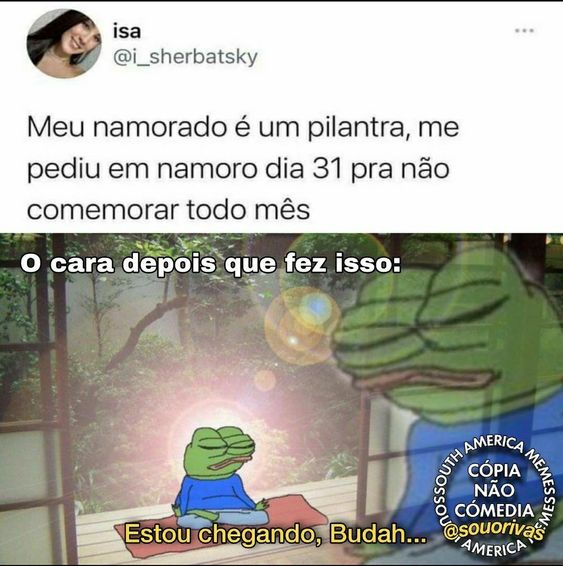 isa
@i_sherbatsky
Meu namorado é um pilantra, me
pediu em namoro dia 31 pra não
comemorar todo mês
O cara depois que fez isso:
Estou chegando, Budah...
SOUTH AMERICA MEMES
CÓPIA
NÃO
CÓMEDIA
@souorivas
AMERICA